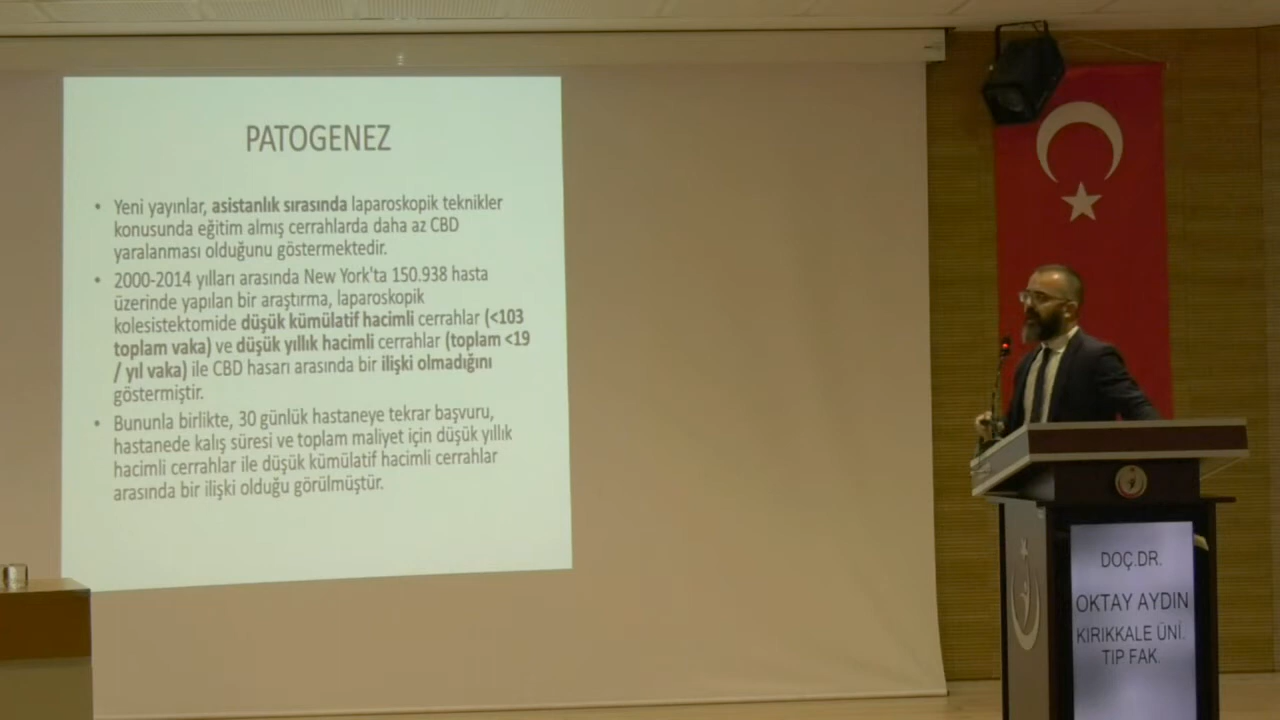 PATOGENEZ
• Yeni yayınlar, asistanlık sırasında laparoskopik teknikler
konusunda eğitim almış cerrahlarda daha az CBD
yaralanması olduğunu göstermektedir.
• 2000-2014 yılları arasında New York'ta 150.938 hasta
üzerinde yapılan bir araştırma, laparoskopik
kolesistektomide düşük kümülatif hacimli cerrahlar (<103
toplam vaka) ve düşük yıllık hacimli cerrahlar (toplam <19
/ yıl vaka) ile CBD hasarı arasında bir ilişki olmadığını
göstermiştir.
• Bununla birlikte, 30 günlük hastaneye tekrar başvuru,
hastanede kalış süresi ve toplam maliyet için düşük yıllık
hacimli cerrahlar ile düşük kümülatif hacimli cerrahlar
arasında bir ilişki olduğu görülmüştür.
DOÇ.DR.
OKTAY AYDIN
KIRIKKALE ÜNİ.
TIP FAK.